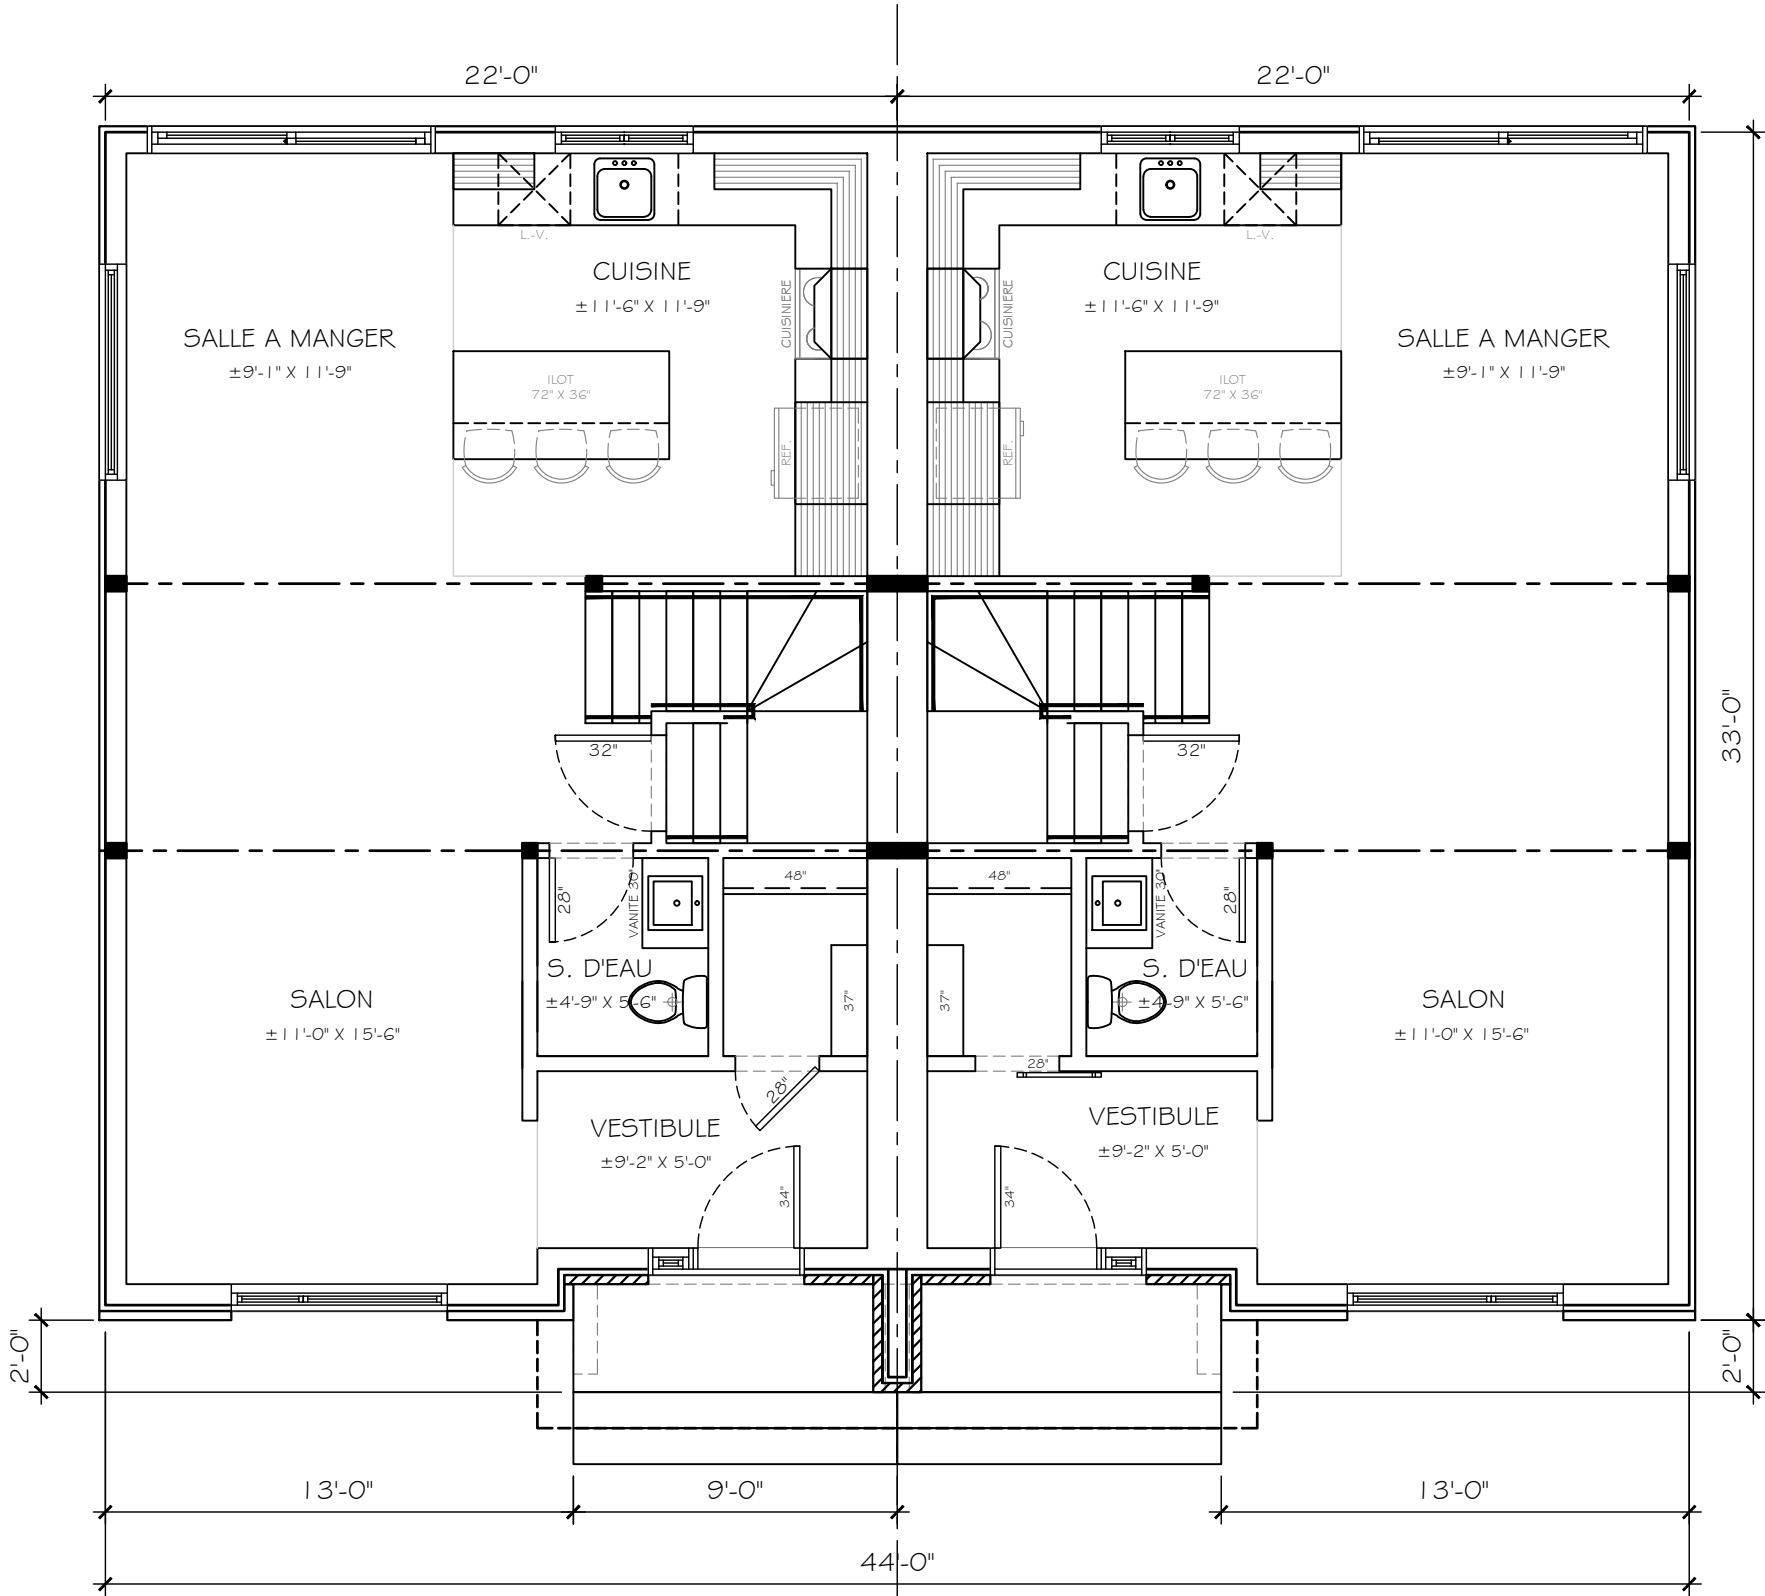 22'-0"
22'-0"
L.-V.
L.-V.
CUISINE
±11'-6" X 11'-9"
CUISINIERE
CUISINIERE
CUISINE
±11'-6" X 11'-9"
SALLE A MANGER
±9'-1" X 11'-9"
SALLE A MANGER
±9'-1" X 11'-9"
ILOT
72" X 36"
ILOT
72" X 36"
REF.
REF.
33'-0"
32"
32"
28"
VANITE 30"
48"
48"
VANITE 30"
28"
S. D'EAU
±4'-9" X 5'-6"
37"
37"
S. D'EAU
±4'-9" X 5'-6"
SALON
±11'-0" X 15'-6"
SALON
±11'-0" X 15'-6"
28"
28"
VESTIBULE
±9'-2" X 5'-0"
VESTIBULE
±9'-2" X 5'-0"
34"
34"
2'-0"
2'-0"
13'-0"
9'-0"
13'-0"
44'-0"